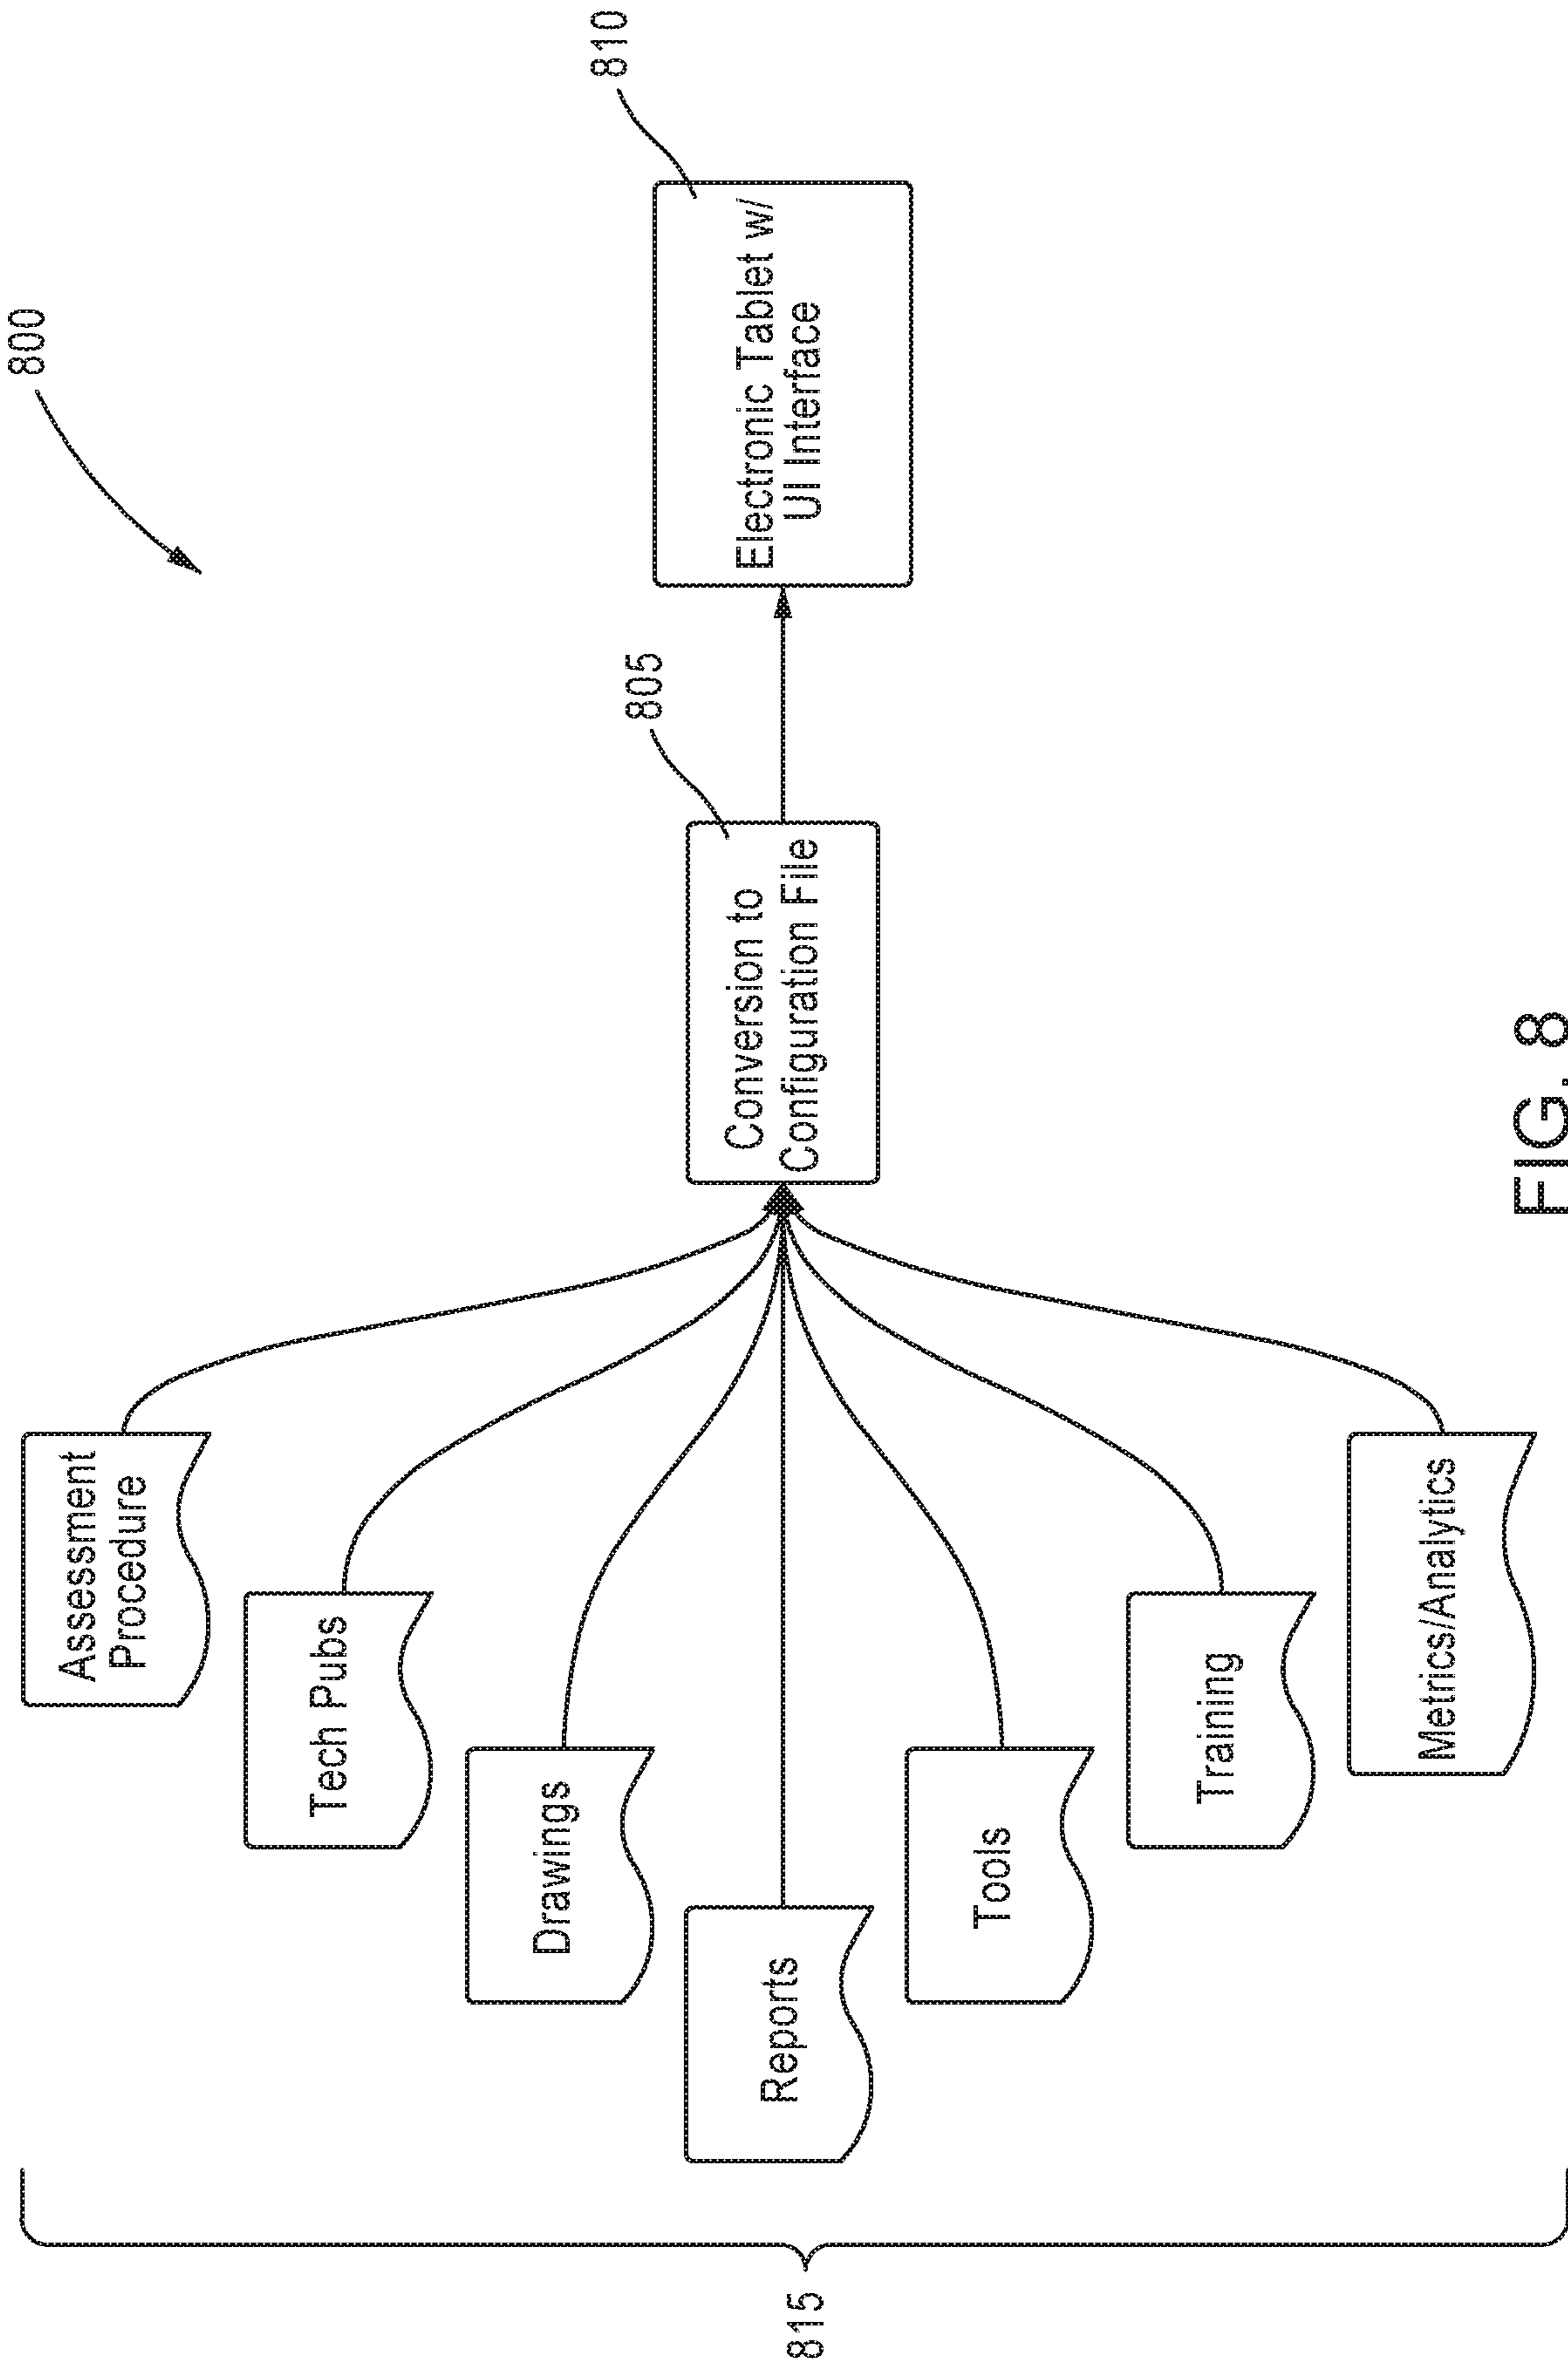 800
815
Assessment
Procedure
Tech Pubs
Drawings
Reports
Tools
Training
Metrics/Analytics
805
Conversion to
Configuration File
810
Electronic Tablet w/
UI Interface
FIG. 8